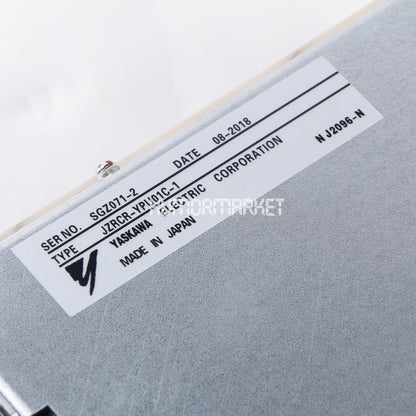 SER NO. SGZ071-2 DATE 08-2018
TYPE JZRCR-YPU01C-1
YASKAWA ELECTRIC CORPORATION
MADE IN JAPAN NJ2096-N